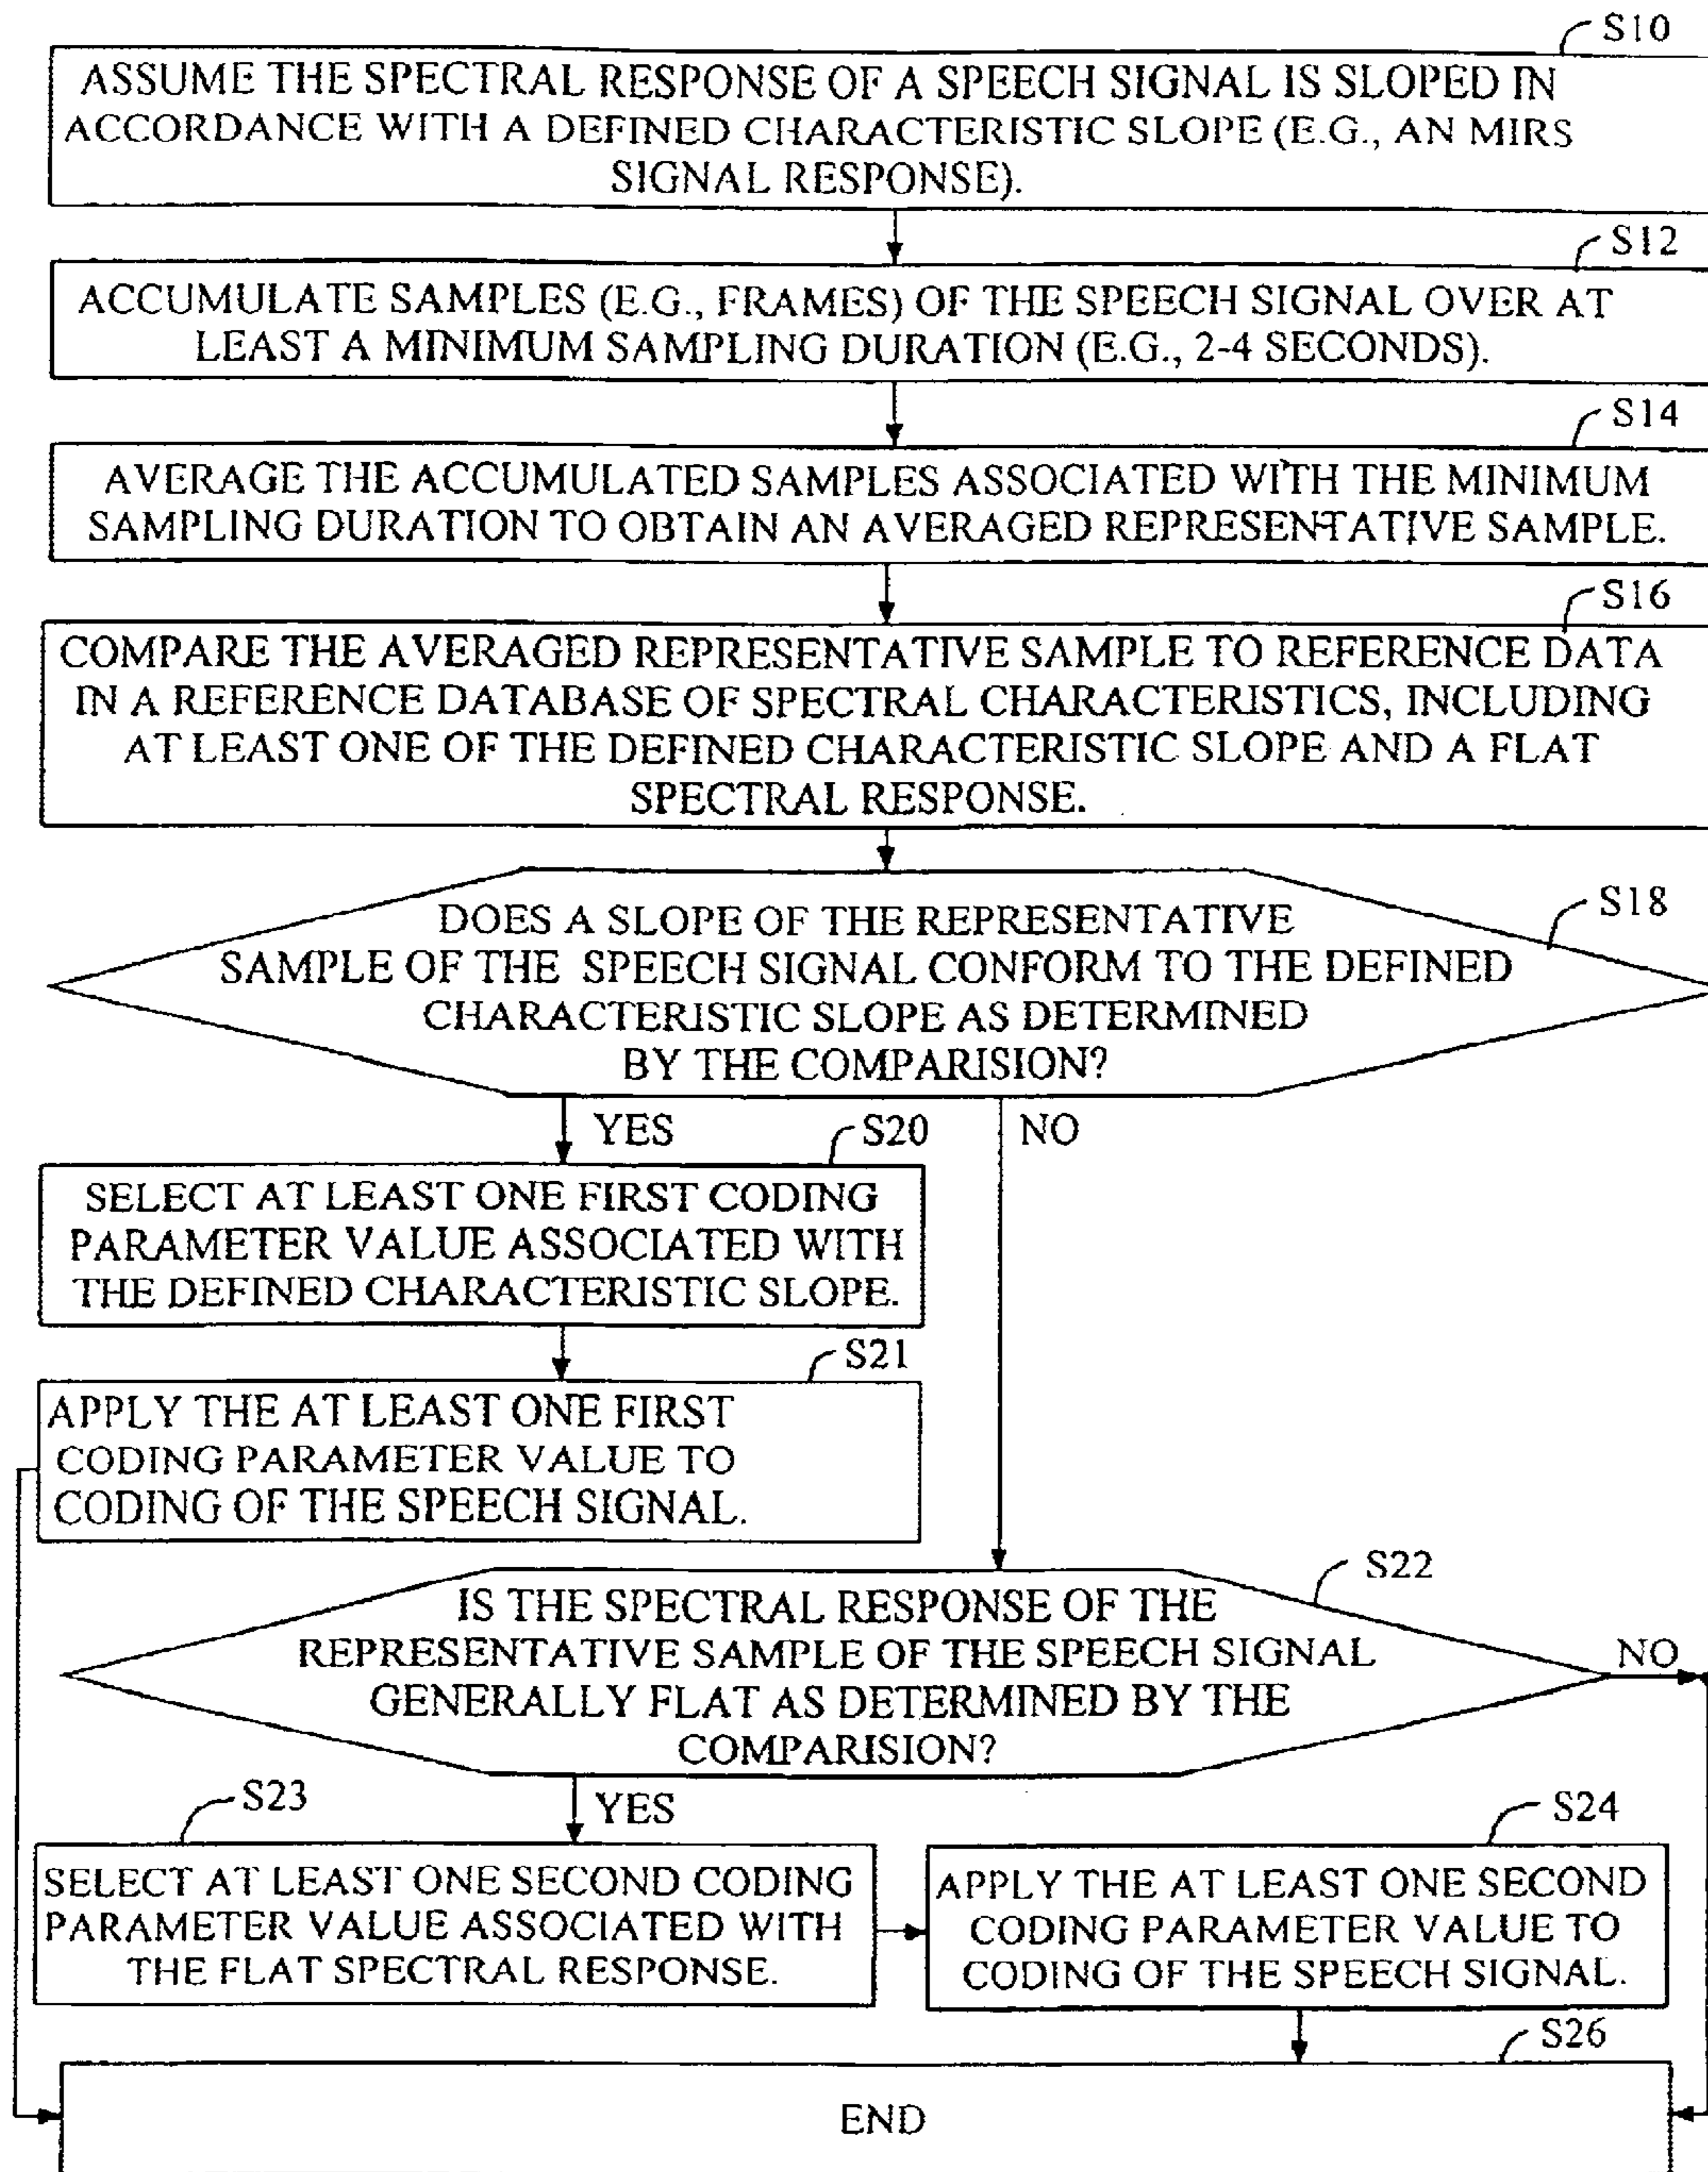 S10
ASSUME THE SPECTRAL RESPONSE OF A SPEECH SIGNAL IS SLOPED IN
ACCORDANCE WITH A DEFINED CHARACTERISTIC SLOPE (E.G., AN MIRS
SIGNAL RESPONSE).
S12
ACCUMULATE SAMPLES (E.G., FRAMES) OF THE SPEECH SIGNAL OVER AT
LEAST A MINIMUM SAMPLING DURATION (E.G., 2-4 SECONDS).
S14
AVERAGE THE ACCUMULATED SAMPLES ASSOCIATED WITH THE MINIMUM
SAMPLING DURATION TO OBTAIN AN AVERAGED REPRESENTATIVE SAMPLE.
S16
COMPARE THE AVERAGED REPRESENTATIVE SAMPLE TO REFERENCE DATA
IN A REFERENCE DATABASE OF SPECTRAL CHARACTERISTICS, INCLUDING
AT LEAST ONE OF THE DEFINED CHARACTERISTIC SLOPE AND A FLAT
SPECTRAL RESPONSE.
S18
DOES A SLOPE OF THE REPRESENTATIVE
SAMPLE OF THE SPEECH SIGNAL CONFORM TO THE DEFINED
CHARACTERISTIC SLOPE AS DETERMINED
BY THE COMPARISION?
YES
S20
NO
SELECT AT LEAST ONE FIRST CODING
PARAMETER VALUE ASSOCIATED WITH
THE DEFINED CHARACTERISTIC SLOPE.
S21
APPLY THE AT LEAST ONE FIRST
CODING PARAMETER VALUE TO
CODING OF THE SPEECH SIGNAL.
S22
IS THE SPECTRAL RESPONSE OF THE
REPRESENTATIVE SAMPLE OF THE SPEECH SIGNAL
GENERALLY FLAT AS DETERMINED BY THE
COMPARISION?
NO
S23
YES
S24
SELECT AT LEAST ONE SECOND CODING
PARAMETER VALUE ASSOCIATED WITH
THE FLAT SPECTRAL RESPONSE.
APPLY THE AT LEAST ONE SECOND
CODING PARAMETER VALUE TO
CODING OF THE SPEECH SIGNAL.
S26
END